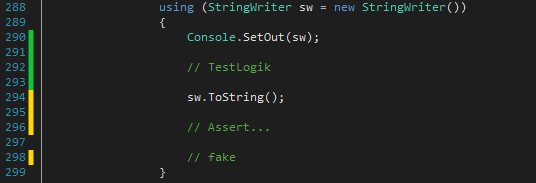 288 using (StringWriter sw = new StringWriter())
289 {
290 Console.SetOut(sw);
291
292 // TestLogik
293
294 sw.ToString();
295
296 // Assert...
297
298 // fake
299 }